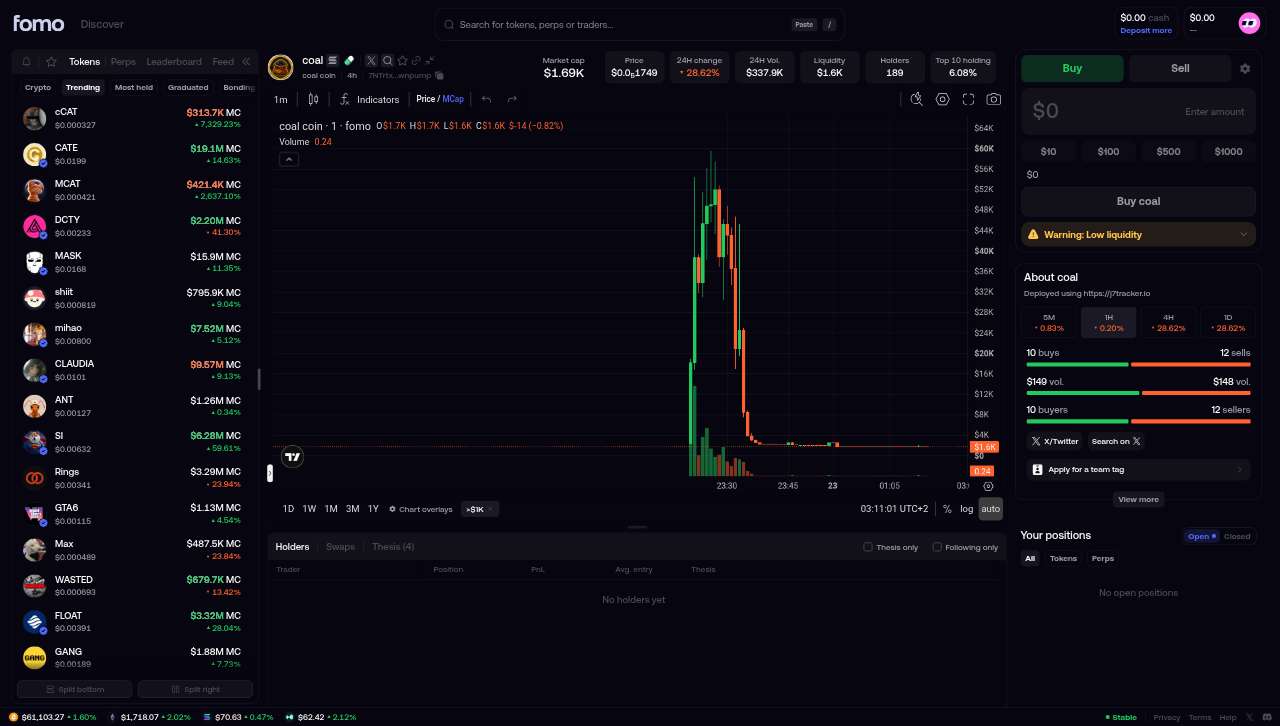 fomo
Discover
Search for tokens, perps or traders...
Paste
/
$0.00 cash
Deposit more
$0.00
—
Tokens Perps Leaderboard Feed
Crypto Trending Most held Graduated Bonding
cCAT $313.7K MC
$0.000327 7,329.23%
CATE $19.1M MC
$0.0199 14.63%
MCAT $421.4K MC
$0.000421 2,637.10%
DCTY $2.20M MC
$0.00233 41.30%
MASK $15.9M MC
$0.0168 11.35%
shiit $795.9K MC
$0.000819 9.04%
mihao $7.52M MC
$0.00800 5.12%
CLAUDIA $9.57M MC
$0.0101 9.13%
ANT $1.26M MC
$0.00127 0.34%
SI $6.28M MC
$0.00632 59.61%
Rings $3.29M MC
$0.00341 23.94%
GTA6 $1.13M MC
$0.00115 4.54%
Max $487.5K MC
$0.000489 23.84%
WASTED $679.7K MC
$0.000693 13.42%
FLOAT $3.32M MC
$0.00391 28.04%
GANG $1.88M MC
$0.00189 7.73%
Split bottom Split right
coal
coal coin 4h
Market cap
$1.69K
Price
$0.0₅1749
24H change
28.62%
24H Vol.
$337.9K
Liquidity
$1.6K
Holders
189
Top 10 holding
6.08%
1m Indicators Price / MCap
coal coin · 1 · fomo O$1.7K H$1.7K L$1.6K C$1.6K $-14 (−0.82%)
Volume 0.24
$64K
$60K
$56K
$52K
$48K
$44K
$40K
$36K
$32K
$28K
$24K
$20K
$16K
$12K
$8K
$4K
$1.6K
$0
0.24
23:30 23:45 23 01:05 03:
1D 1W 1M 3M 1Y Chart overlays >$1K
03:11:01 UTC+2 % log auto
Holders Swaps Thesis (4)
Thesis only Following only
Trader Position PnL Avg. entry Thesis
No holders yet
Buy Sell
$0 Enter amount
$10 $100 $500 $1000
$0
Buy coal
Warning: Low liquidity
About coal
Deployed using https://j7tracker.io
5M 1H 4H 1D
0.83% 0.20% 28.62% 28.62%
10 buys 12 sells
$149 vol. $148 vol.
10 buyers 12 sellers
X/Twitter Search on X
Apply for a team tag
View more
Your positions Open Closed
All Tokens Perps
No open positions
$61,103.27 1.60% $1,718.07 2.02% $70.63 0.47% $62.42 2.12%
Stable Privacy Terms Help